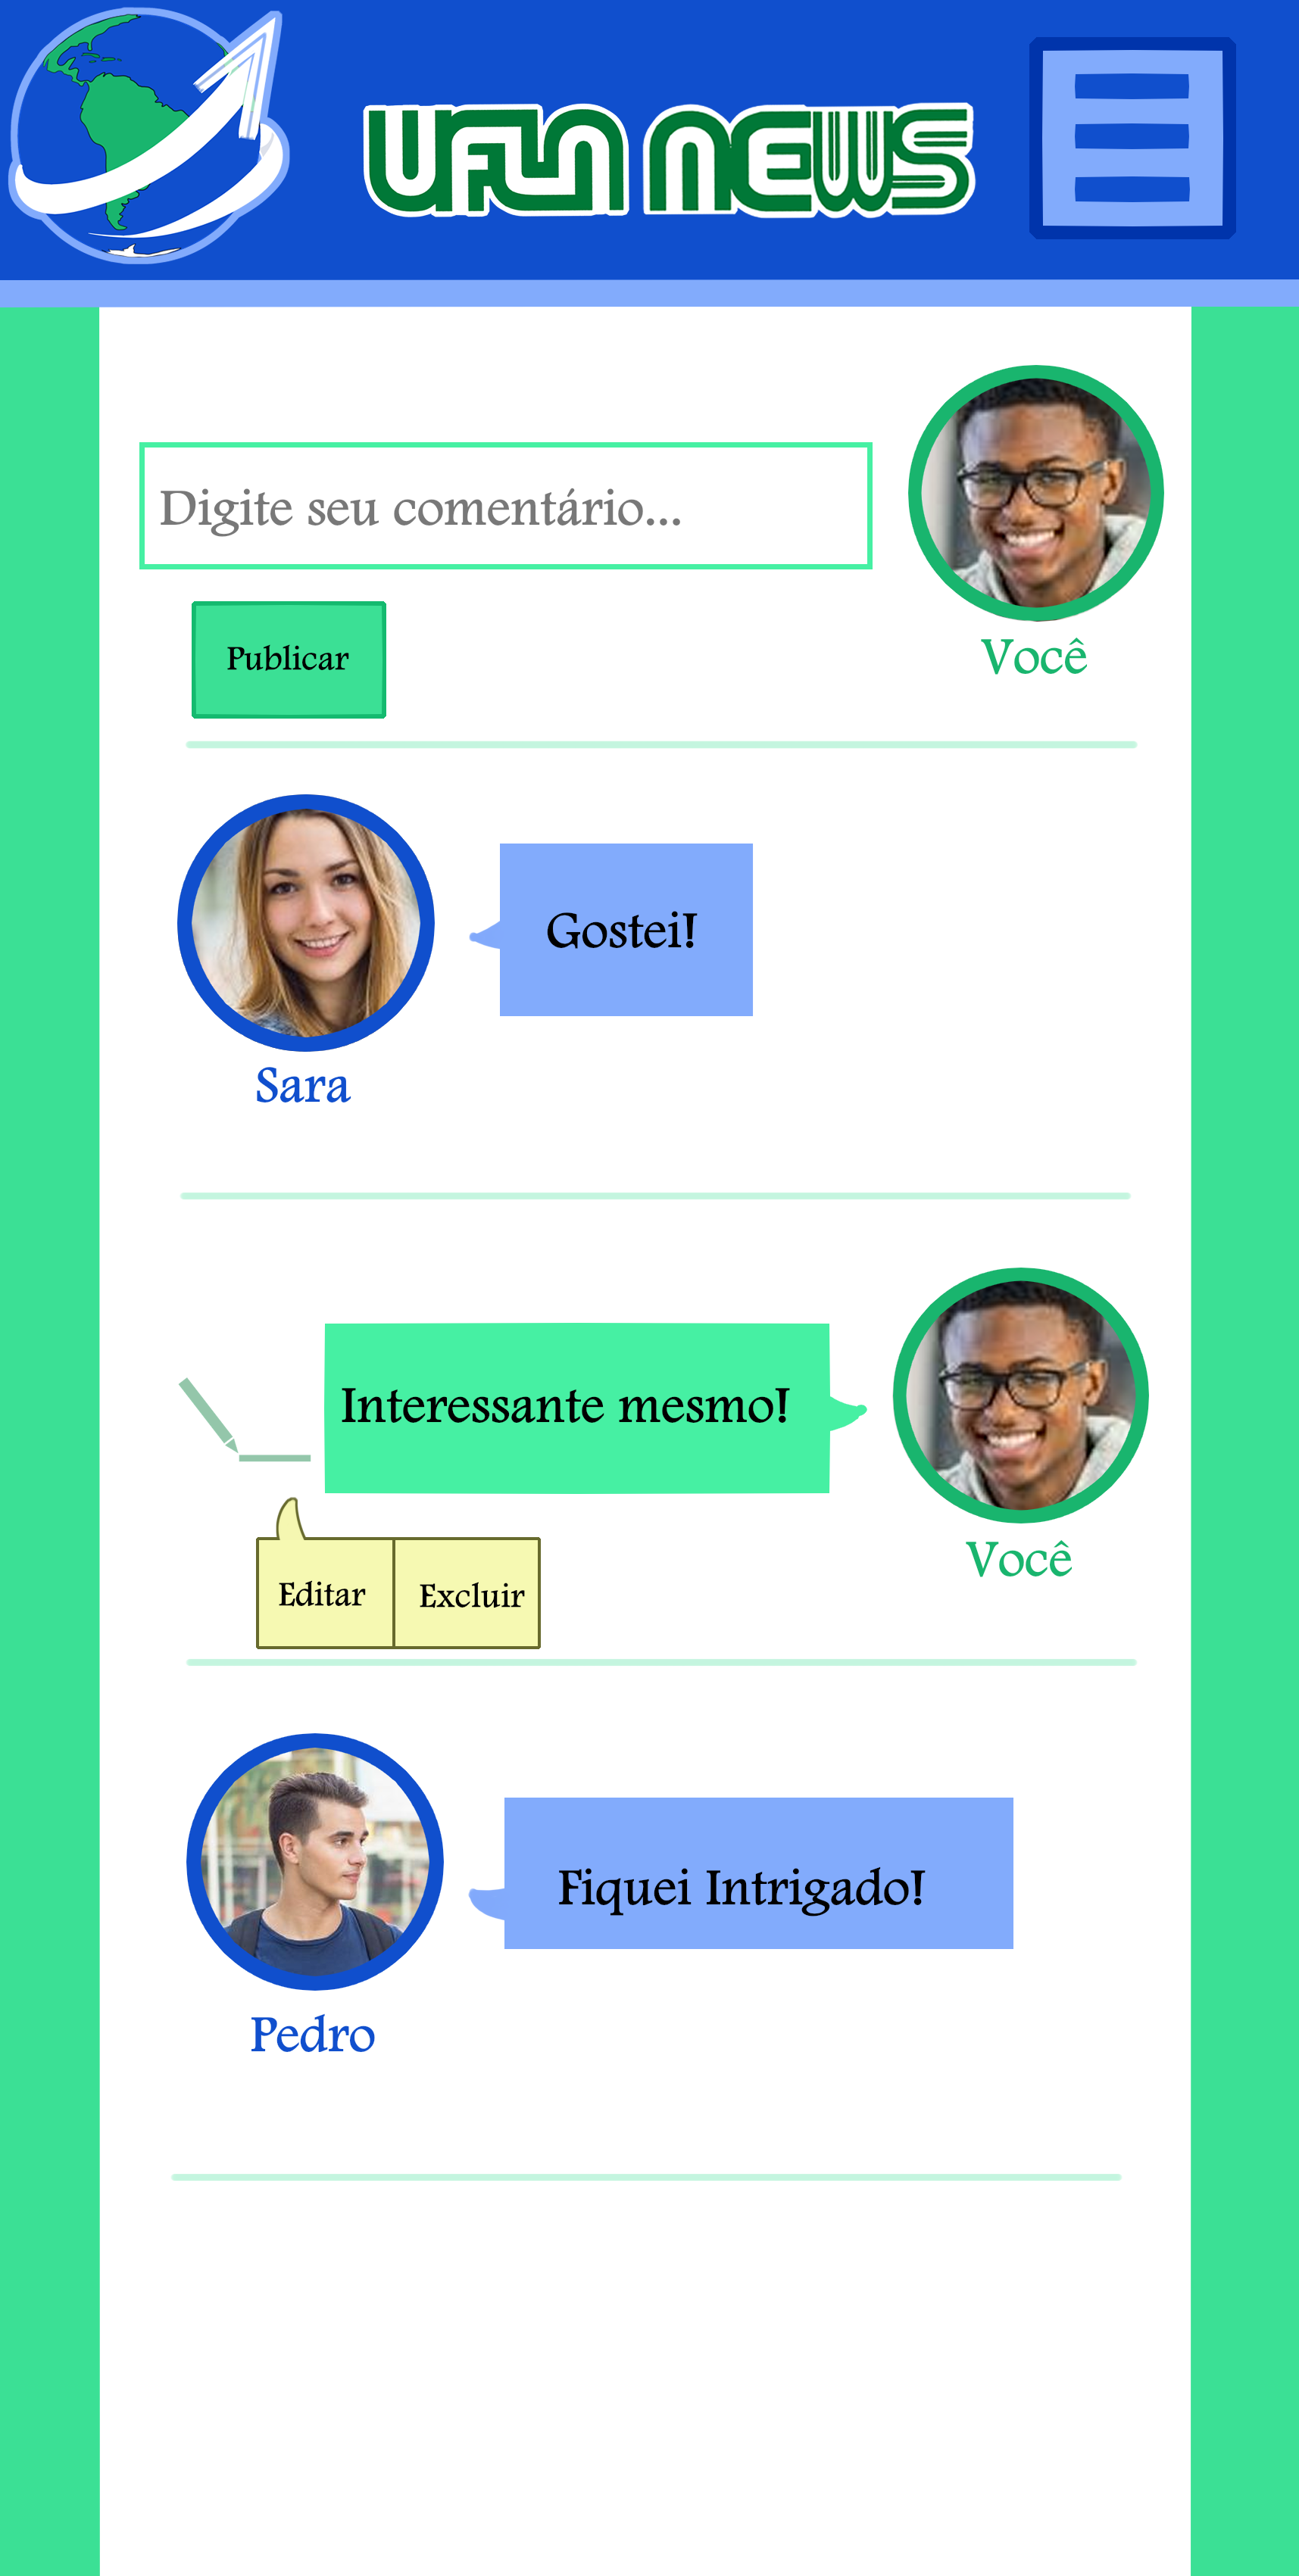 UFLN NEWS
Digite seu comentário...
Publicar
Você
Gostei!
Sara
Interessante mesmo!
Você
Editar Excluir
Fiquei Intrigado!
Pedro